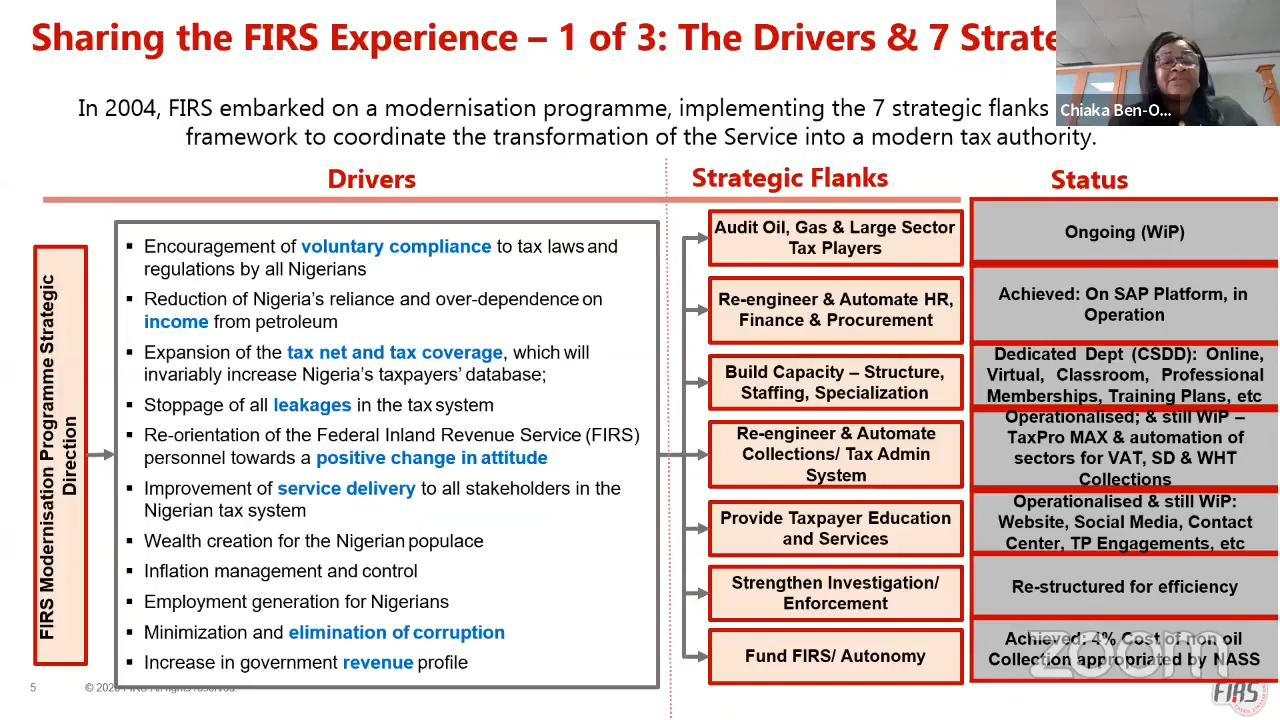 Sharing the FIRS Experience – 1 of 3: The Drivers & 7 Strate
Chiaka Ben-O...
In 2004, FIRS embarked on a modernisation programme, implementing the 7 strategic flanks
framework to coordinate the transformation of the Service into a modern tax authority.
Drivers
Strategic Flanks
Status
FIRS Modernisation Programme Strategic
Direction
▪ Encouragement of voluntary compliance to tax laws and
regulations by all Nigerians
▪ Reduction of Nigeria's reliance and over-dependence on
income from petroleum
▪ Expansion of the tax net and tax coverage, which will
invariably increase Nigeria's taxpayers' database;
▪ Stoppage of all leakages in the tax system
▪ Re-orientation of the Federal Inland Revenue Service (FIRS)
personnel towards a positive change in attitude
▪ Improvement of service delivery to all stakeholders in the
Nigerian tax system
▪ Wealth creation for the Nigerian populace
▪ Inflation management and control
▪ Employment generation for Nigerians
▪ Minimization and elimination of corruption
▪ Increase in government revenue profile
Audit Oil, Gas & Large Sector
Tax Players
Ongoing (WiP)
Re-engineer & Automate HR,
Finance & Procurement
Achieved: On SAP Platform, in
Operation
Build Capacity – Structure,
Staffing, Specialization
Dedicated Dept (CSDD): Online,
Virtual, Classroom, Professional
Memberships, Training Plans, etc
Re-engineer & Automate
Collections/ Tax Admin
System
Operationalised; & still WiP –
TaxPro MAX & automation of
sectors for VAT, SD & WHT
Collections
Provide Taxpayer Education
and Services
Operationalised & still WiP:
Website, Social Media, Contact
Center, TP Engagements, etc
Strengthen Investigation/
Enforcement
Re-structured for efficiency
Fund FIRS/ Autonomy
Achieved: 4% Cost of non oil
Collection appropriated by NASS
zoom
5
FIRS All rights reserved.
FIRS